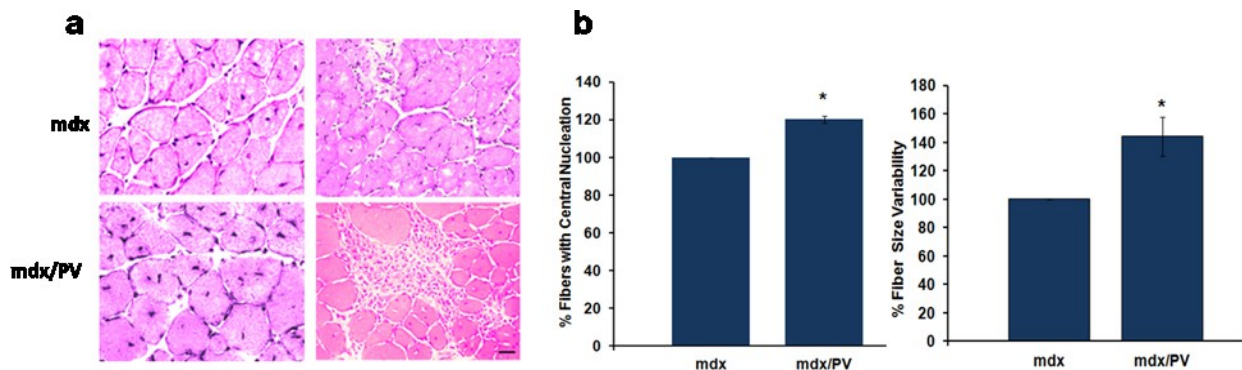 a
mdx
mdx/PV
b
% Fibers with Central Nucleation
140
120
100
80
60
40
20
0
*
mdx
mdx/PV
% Fiber Size Variability
180
160
140
120
100
80
60
40
20
0
*
mdx
mdx/PV